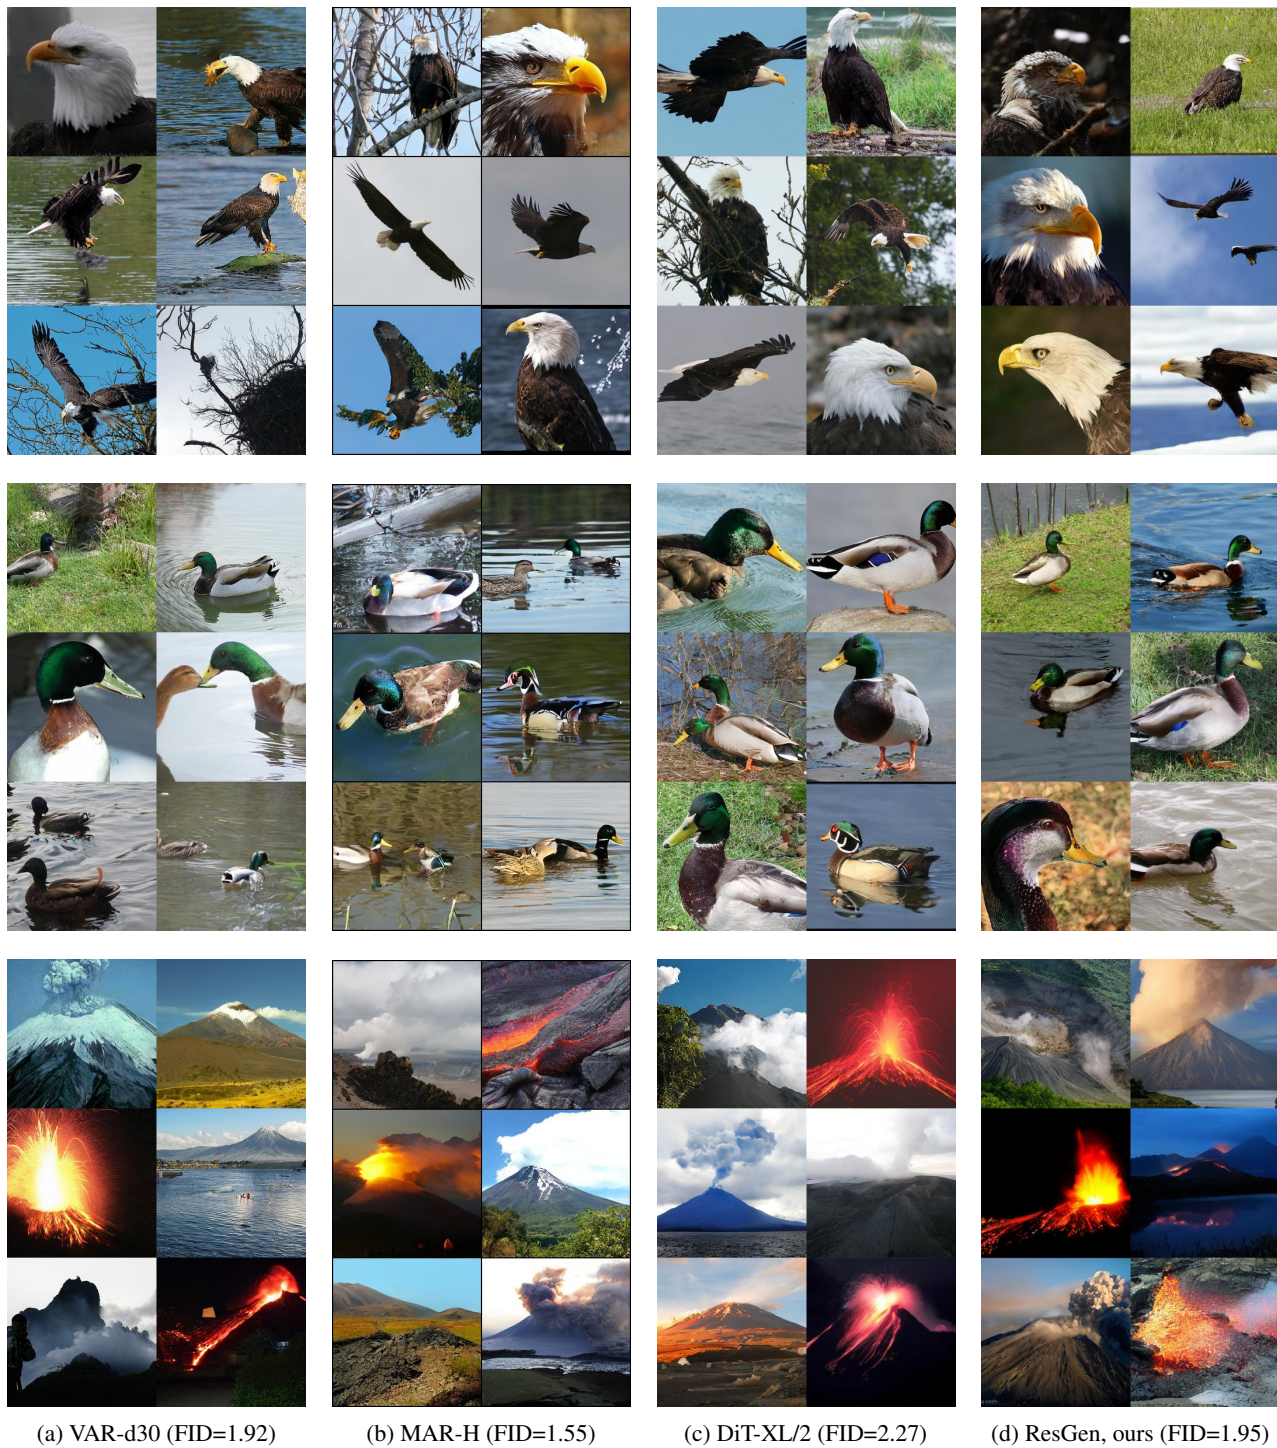 (a) VAR-d30 (FID=1.92)
(b) MAR-H (FID=1.55)
(c) DiT-XL/2 (FID=2.27)
(d) ResGen, ours (FID=1.95)